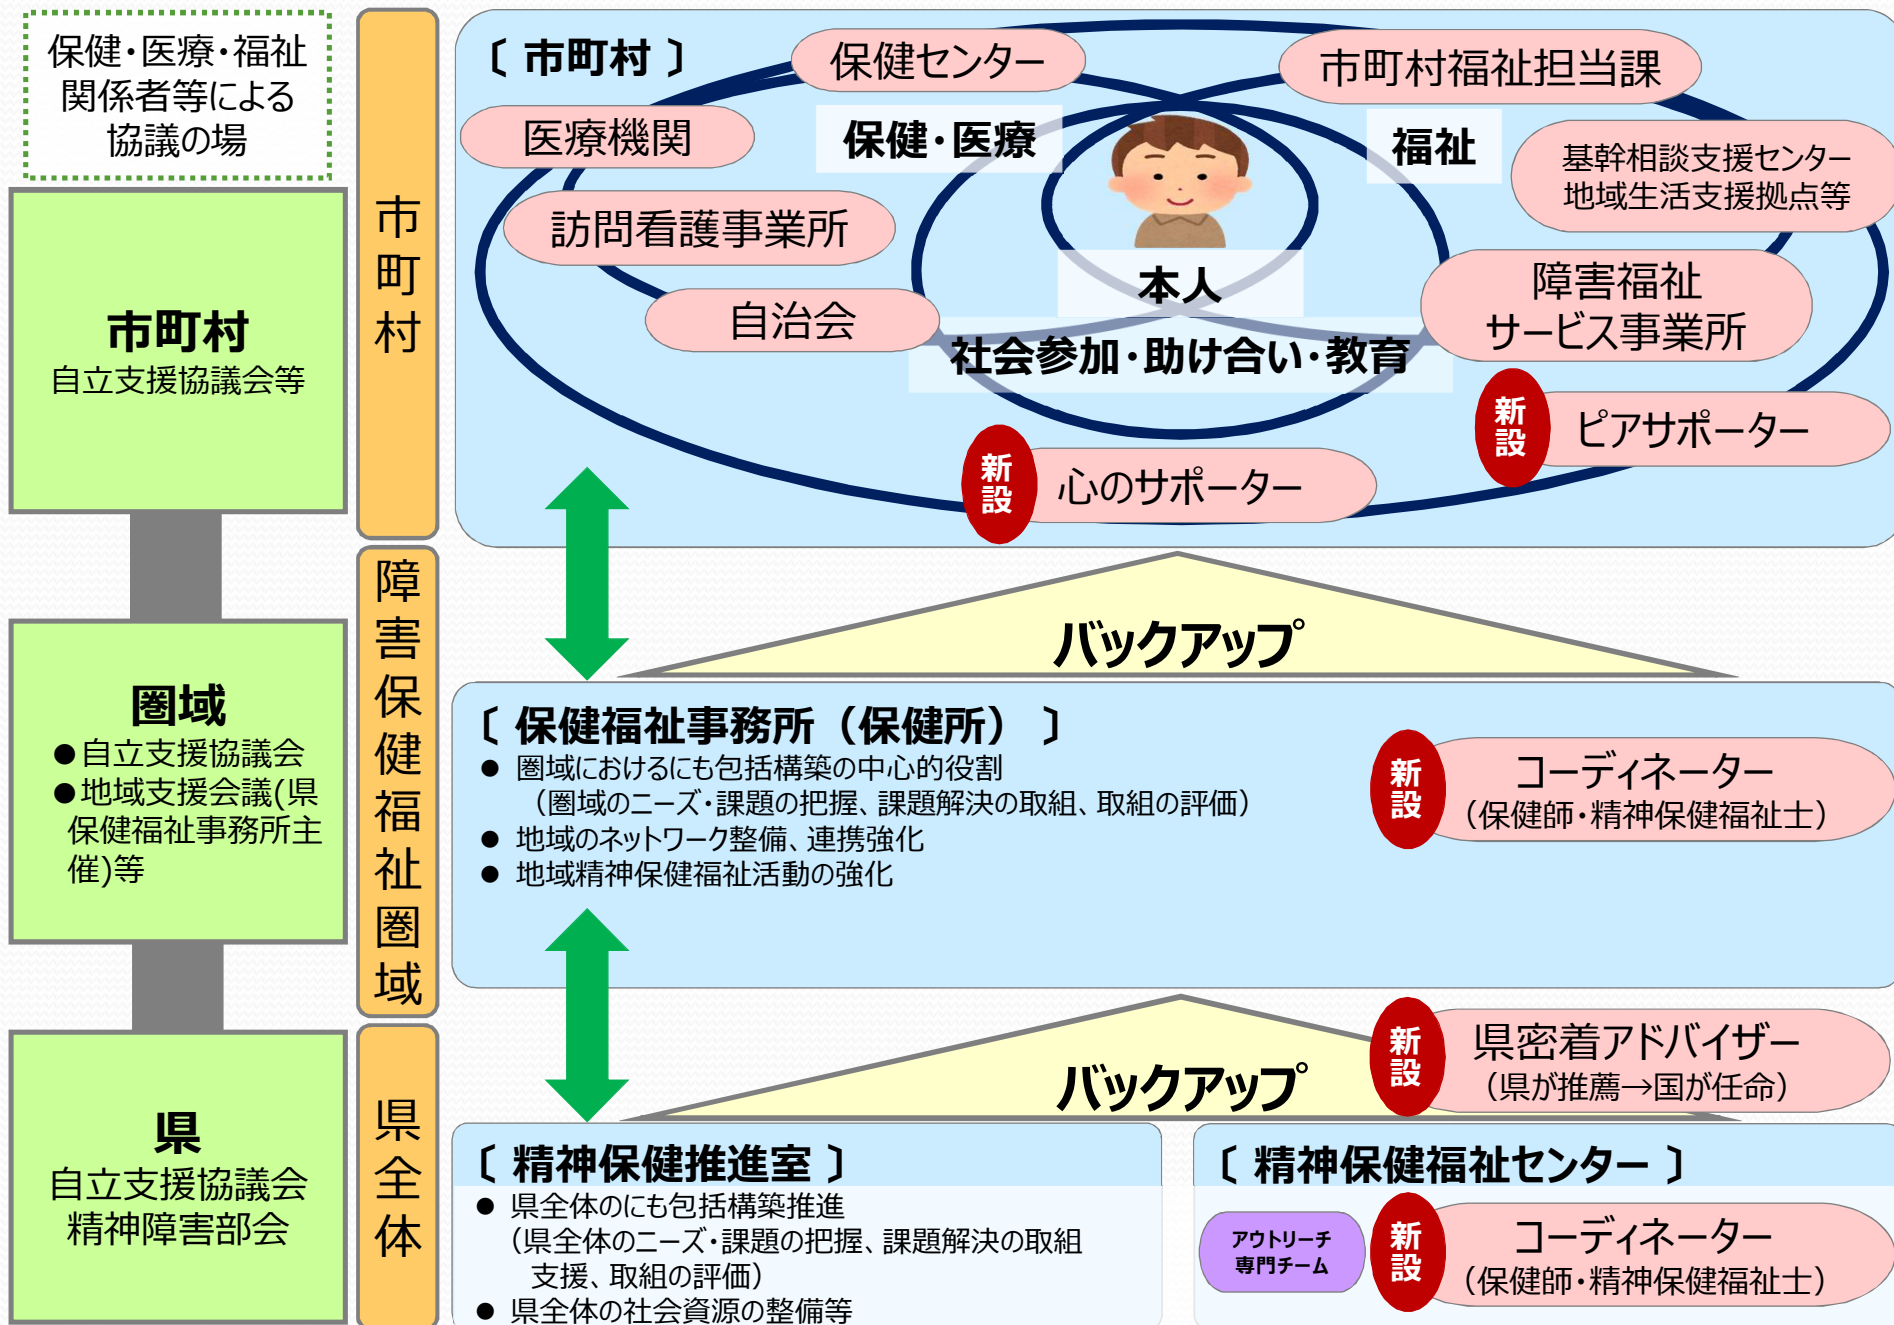 保健・医療・福祉
関係者等による
協議の場
市町村
自立支援協議会等
圏域
●自立支援協議会
●地域支援会議(県
保健福祉事務所主
催)等
県
自立支援協議会
精神障害部会
市町村
障害保健福祉圏域
県全体
〔 市町村 〕
保健センター
市町村福祉担当課
医療機関
保健・医療
福祉
基幹相談支援センター
地域生活支援拠点等
訪問看護事業所
本人
障害福祉
サービス事業所
自治会
社会参加・助け合い・教育
新設
ピアサポーター
新設
心のサポーター
バックアップ
〔 保健福祉事務所（保健所） 〕
● 圏域におけるにも包括構築の中心的役割
（圏域のニーズ・課題の把握、課題解決の取組、取組の評価）
● 地域のネットワーク整備、連携強化
● 地域精神保健福祉活動の強化
新設
コーディネーター
（保健師・精神保健福祉士）
バックアップ
新設
県密着アドバイザー
（県が推薦→国が任命）
〔 精神保健推進室 〕
● 県全体のにも包括構築推進
（県全体のニーズ・課題の把握、課題解決の取組
支援、取組の評価）
● 県全体の社会資源の整備等
〔 精神保健福祉センター 〕
アウトリーチ
専門チーム
新設
コーディネーター
（保健師・精神保健福祉士）